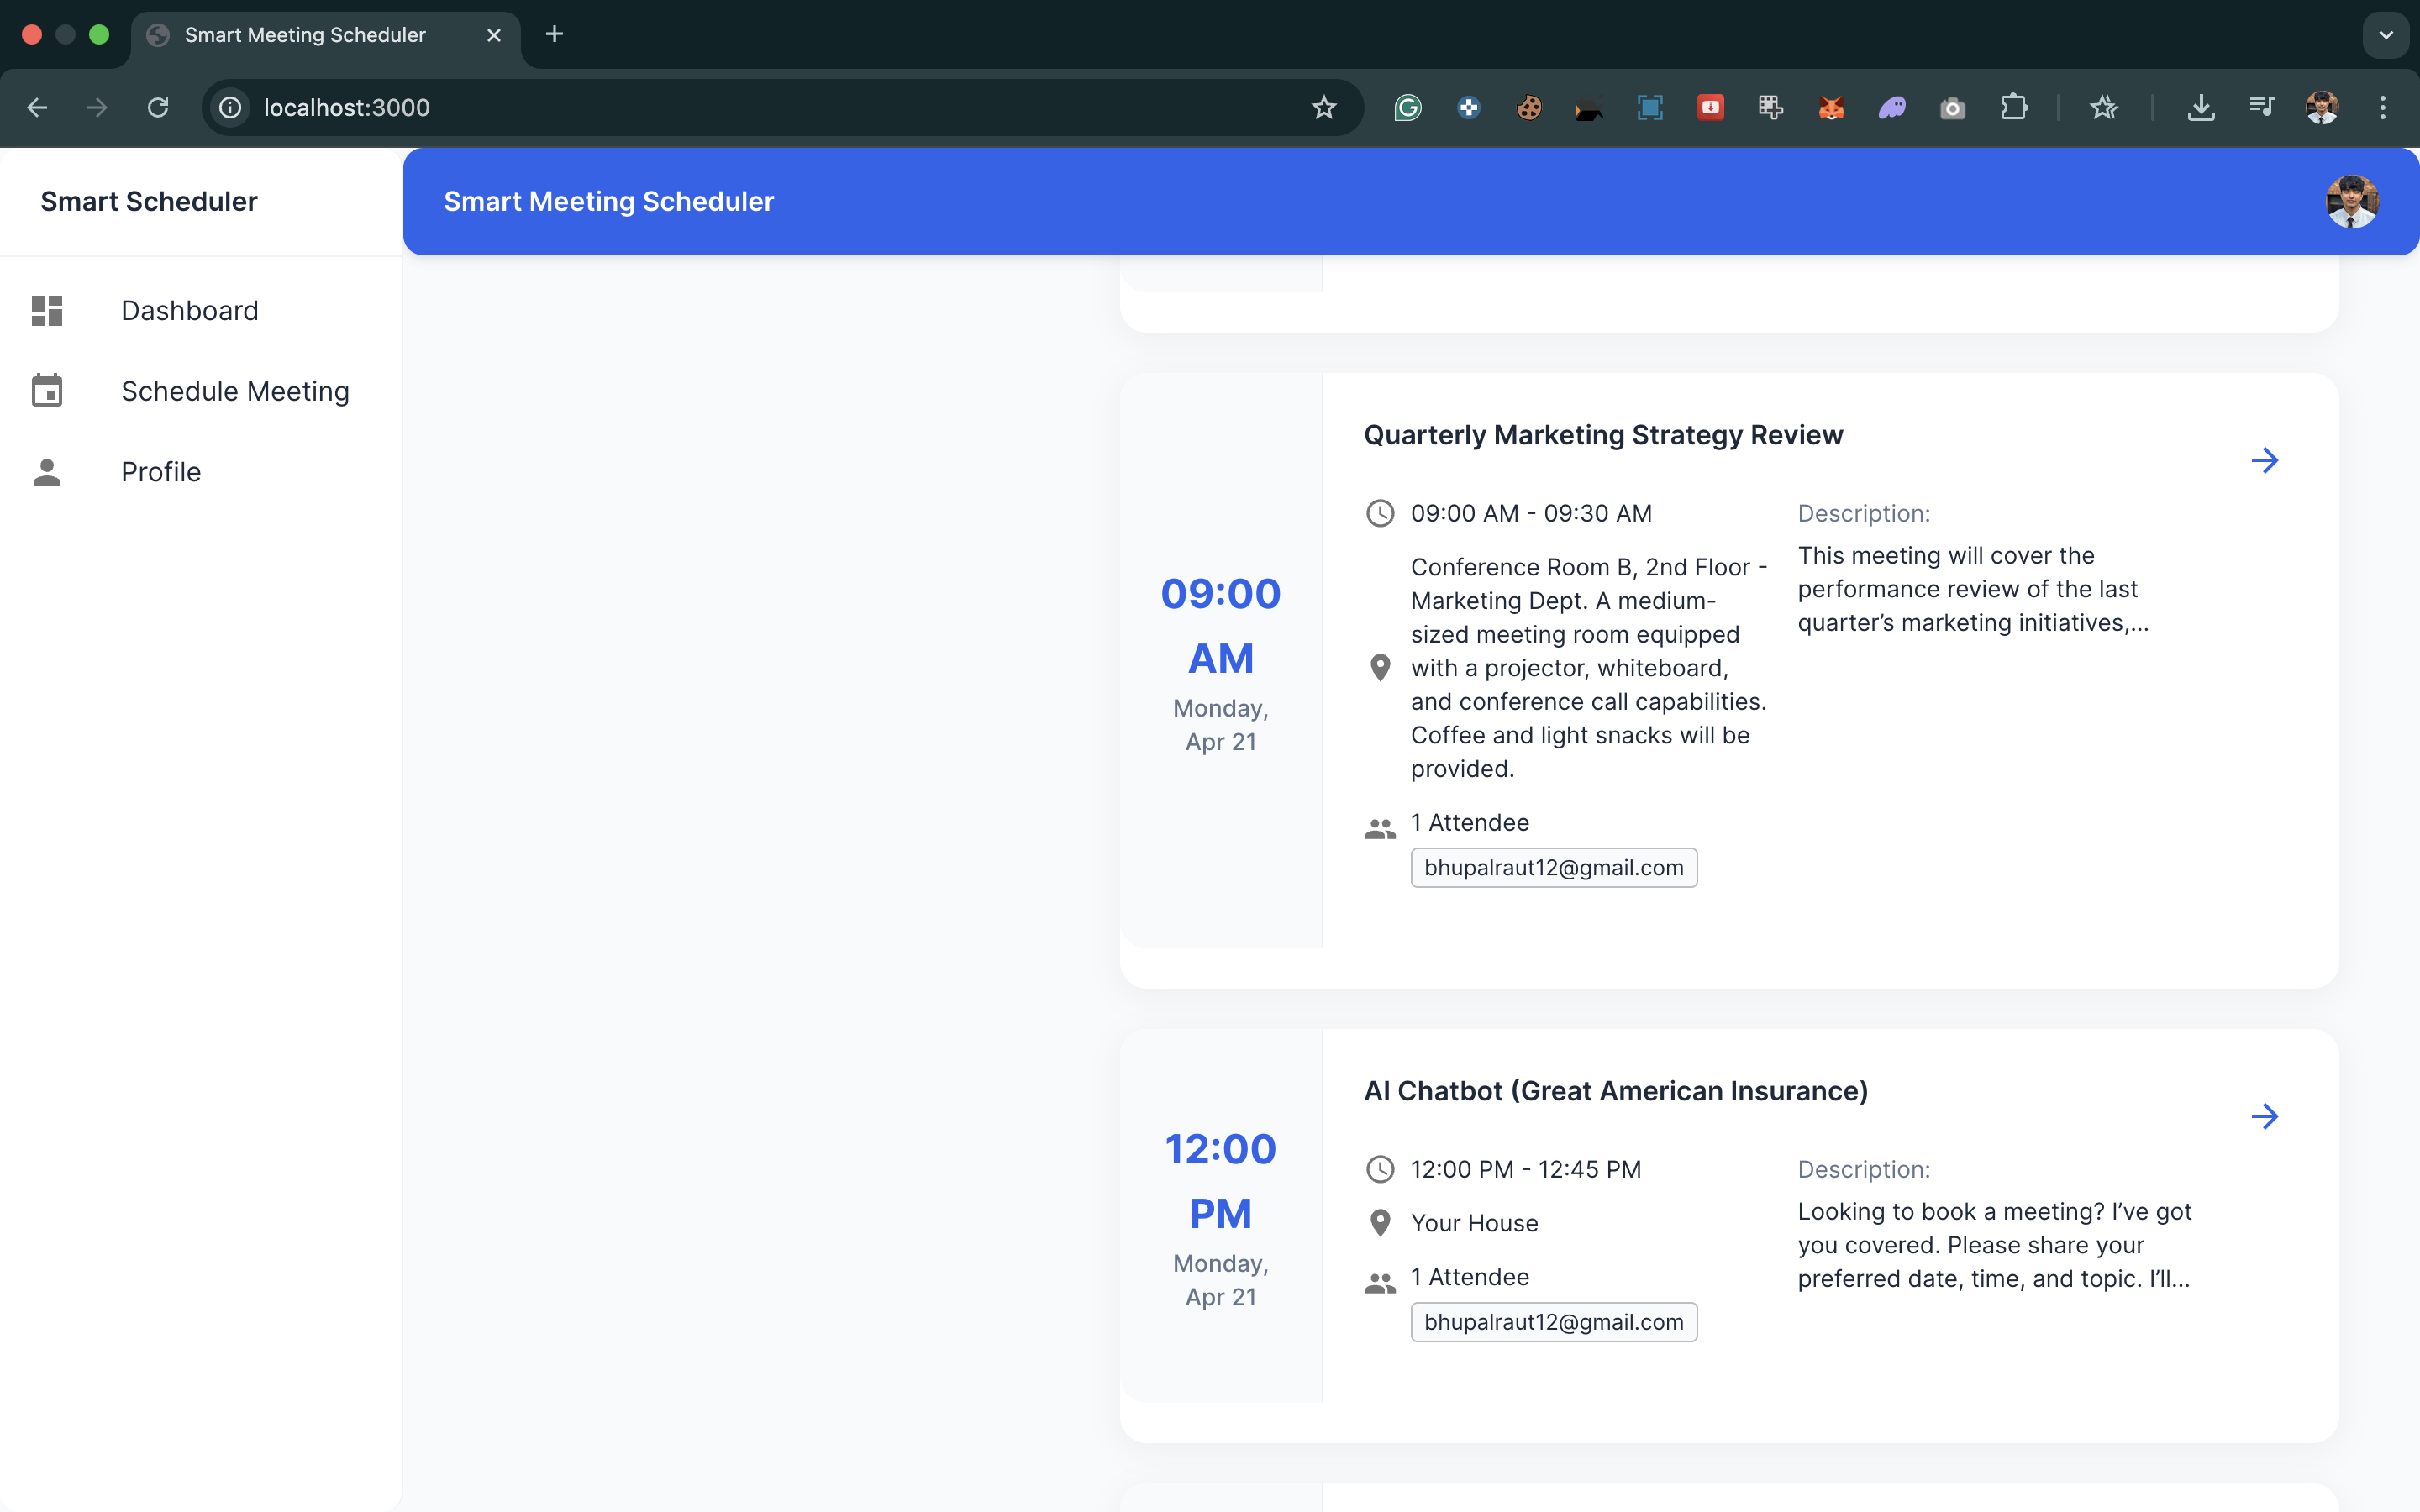 Smart Meeting Scheduler
localhost:3000
Smart Scheduler
Dashboard
Schedule Meeting
Profile
Smart Meeting Scheduler
09:00
AM
Monday,
Apr 21
Quarterly Marketing Strategy Review
09:00 AM - 09:30 AM
Conference Room B, 2nd Floor -
Marketing Dept. A medium-
sized meeting room equipped
with a projector, whiteboard,
and conference call capabilities.
Coffee and light snacks will be
provided.
1 Attendee
bhupalraut12@gmail.com
Description:
This meeting will cover the
performance review of the last
quarter’s marketing initiatives,...
12:00
PM
Monday,
Apr 21
AI Chatbot (Great American Insurance)
12:00 PM - 12:45 PM
Your House
1 Attendee
bhupalraut12@gmail.com
Description:
Looking to book a meeting? I’ve got
you covered. Please share your
preferred date, time, and topic. I’ll...